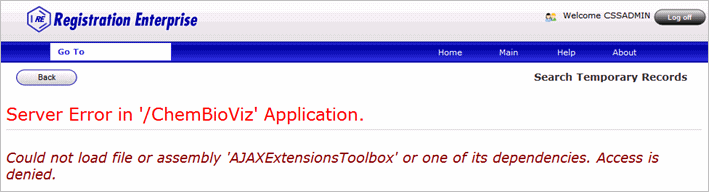 RE Registration Enterprise
Welcome CSSADMIN Log off
Go To Home Main Help About
Back Search Temporary Records
Server Error in '/ChemBioViz' Application.
Could not load file or assembly 'AJAXExtensionsToolbox' or one of its dependencies. Access is
denied.